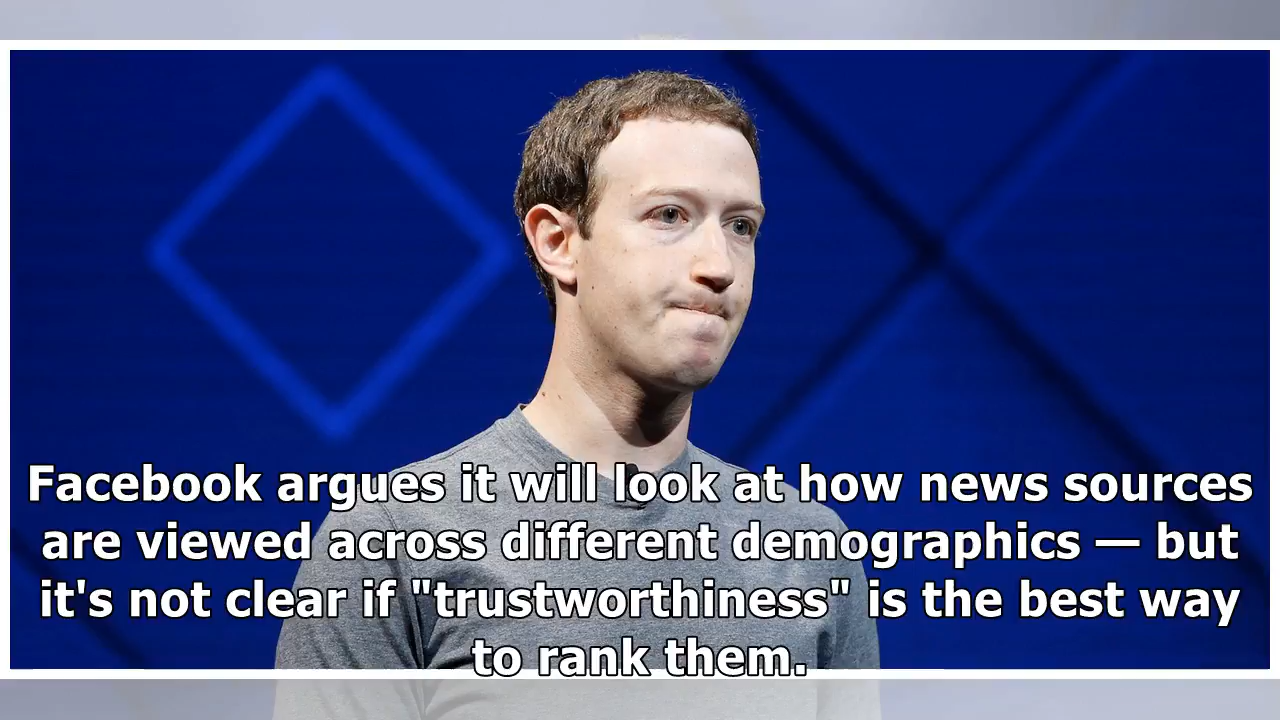 Facebook argues it will look at how news sources
are viewed across different demographics — but
it's not clear if "trustworthiness" is the best way
to rank them.